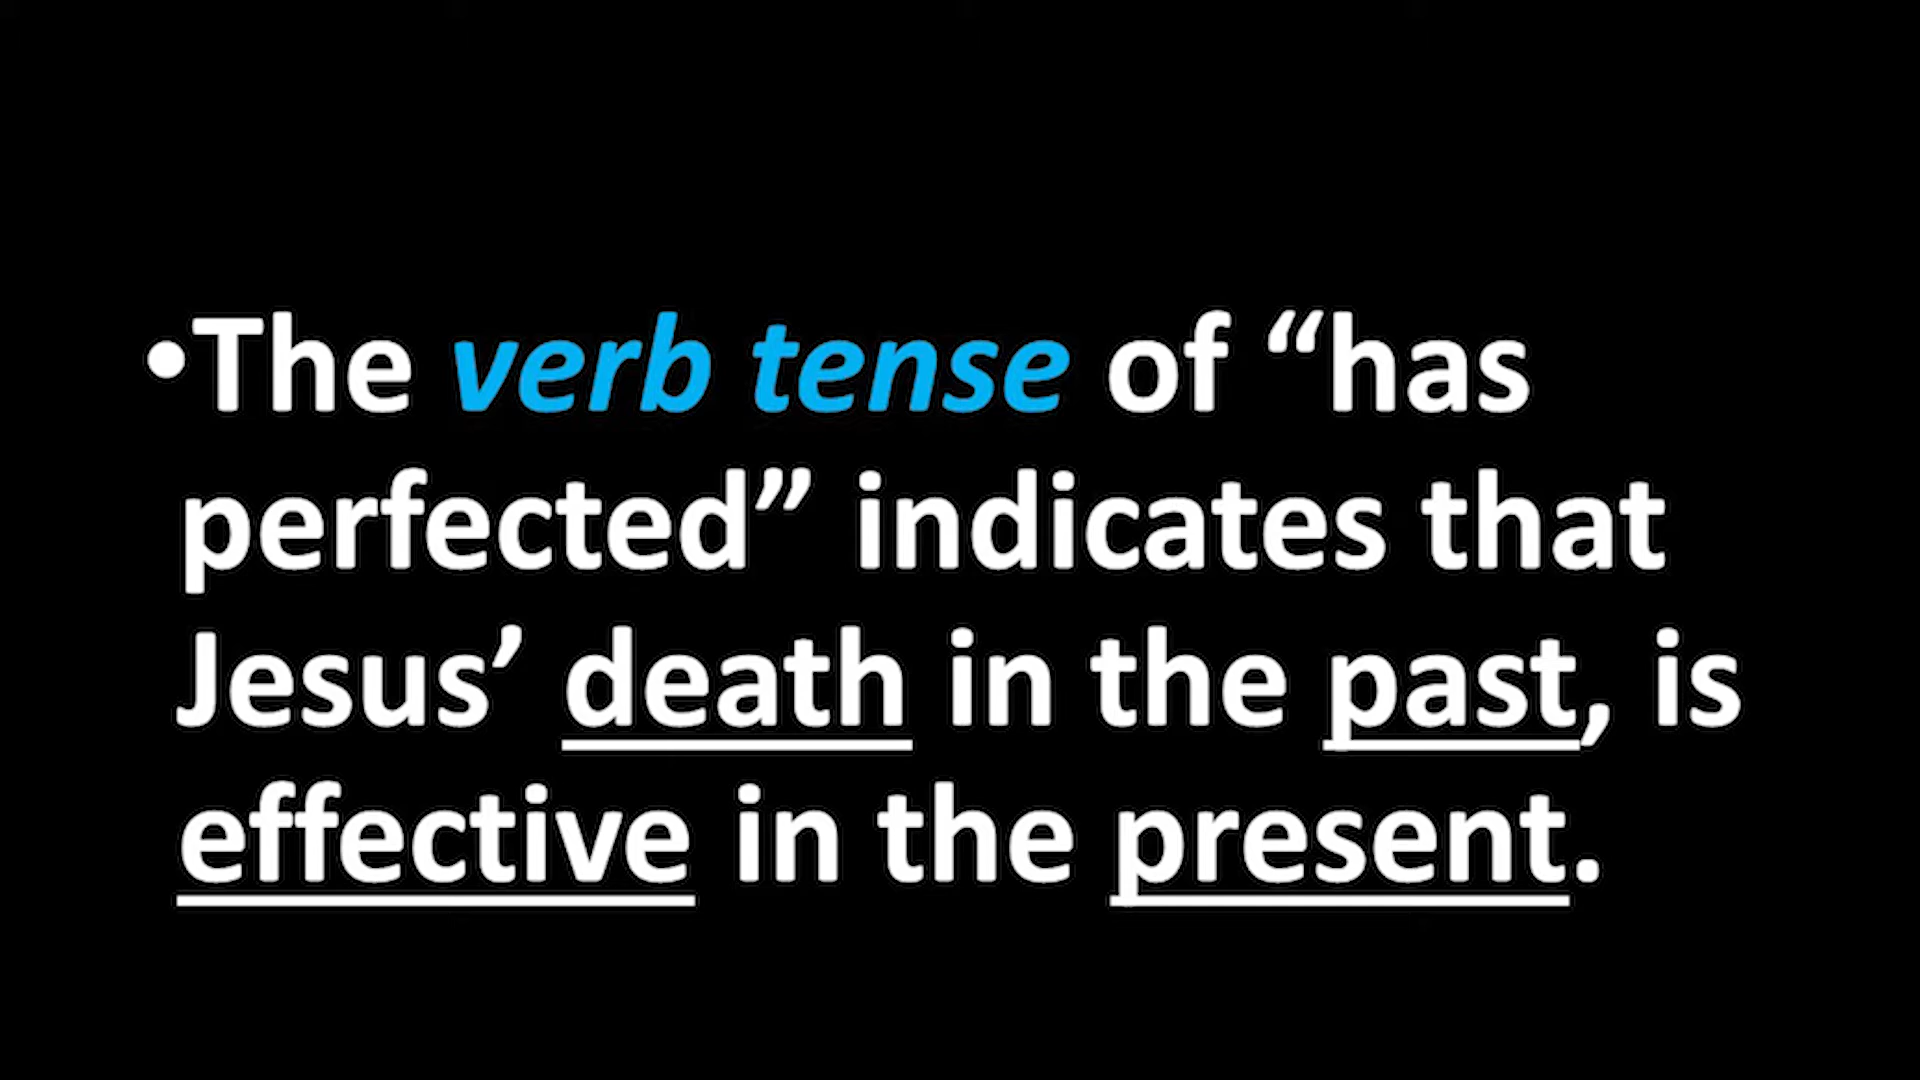 •The verb tense of “has
perfected” indicates that
Jesus’ death in the past, is
effective in the present.